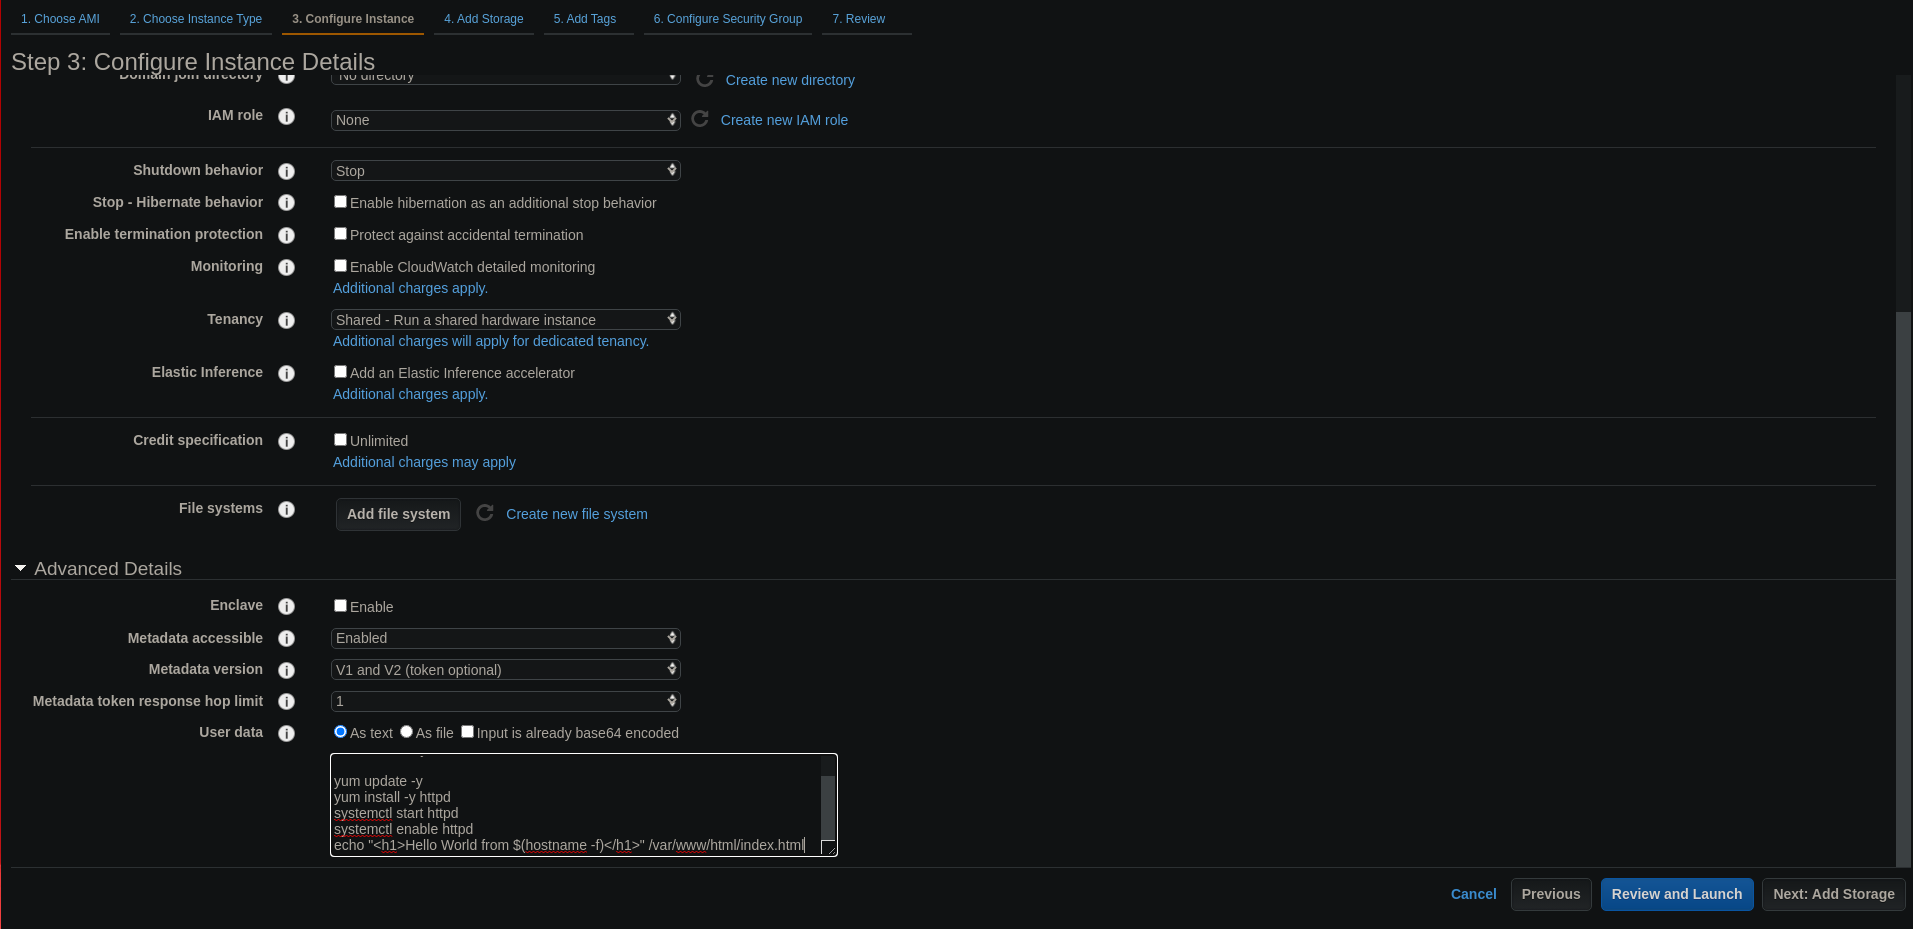 1. Choose AMI 2. Choose Instance Type 3. Configure Instance 4. Add Storage 5. Add Tags 6. Configure Security Group 7. Review
Step 3: Configure Instance Details
Domain join directory No directory Create new directory
IAM role None Create new IAM role
Shutdown behavior Stop
Stop - Hibernate behavior Enable hibernation as an additional stop behavior
Enable termination protection Protect against accidental termination
Monitoring Enable CloudWatch detailed monitoring
Additional charges apply.
Tenancy Shared - Run a shared hardware instance
Additional charges will apply for dedicated tenancy.
Elastic Inference Add an Elastic Inference accelerator
Additional charges apply.
Credit specification Unlimited
Additional charges may apply
File systems Add file system Create new file system
Advanced Details
Enclave Enable
Metadata accessible Enabled
Metadata version V1 and V2 (token optional)
Metadata token response hop limit 1
User data As text As file Input is already base64 encoded
yum update -y
yum install -y httpd
systemctl start httpd
systemctl enable httpd
echo "<h1>Hello World from $(hostname -f)</h1>" /var/www/html/index.html
Cancel Previous Review and Launch Next: Add Storage